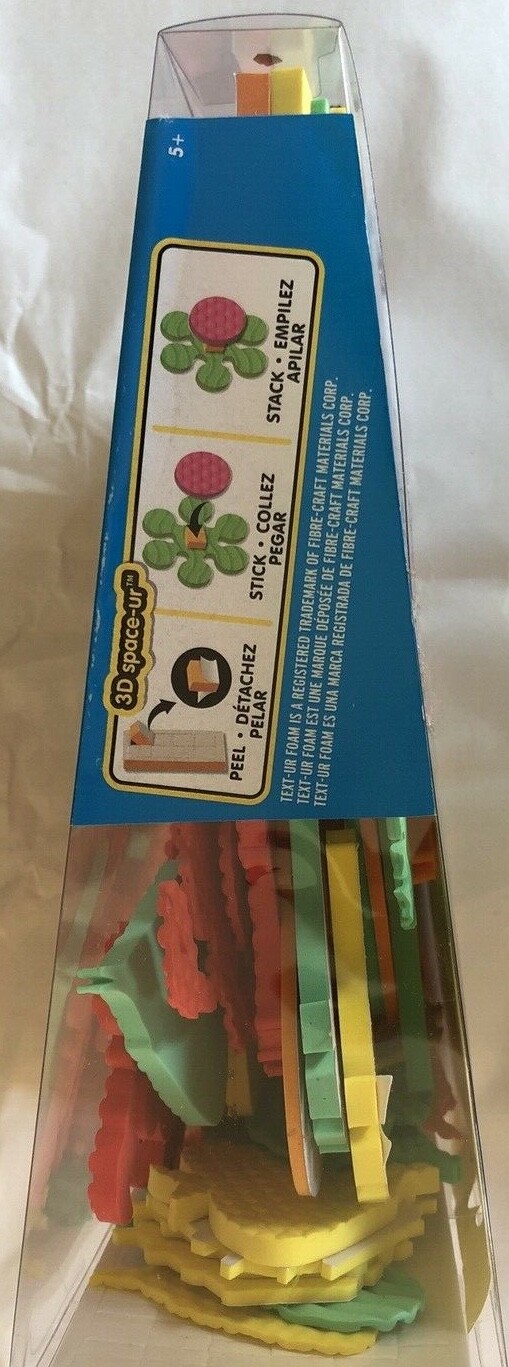 5+
3D space-ur™
PEEL • DÉTACHEZ
PELAR
STICK • COLLEZ
PEGAR
STACK • EMPILEZ
APILAR
TEXT-UR FOAM IS A REGISTERED TRADEMARK OF FIBRE-CRAFT MATERIALS CORP.
TEXT-UR FOAM EST UNE MARQUE DÉPOSÉE DE FIBRE-CRAFT MATERIALS CORP.
TEXT-UR FOAM ES UNA MARCA REGISTRADA DE FIBRE-CRAFT MATERIALS CORP.